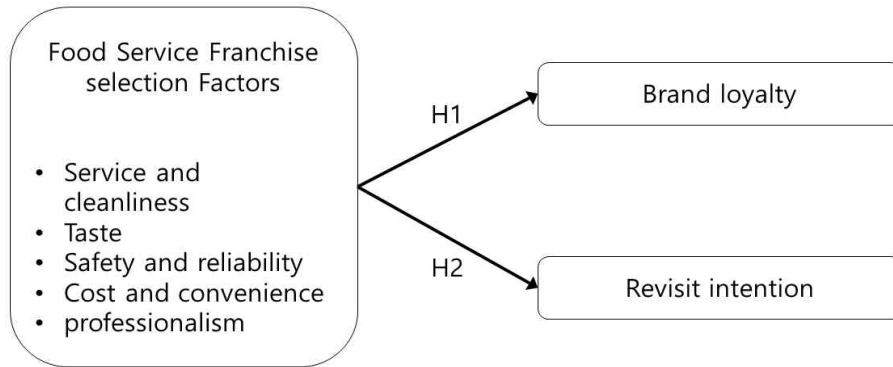 Food Service Franchise
selection Factors
• Service and
cleanliness
• Taste
• Safety and reliability
• Cost and convenience
• professionalism
H1
Brand loyalty
H2
Revisit intention